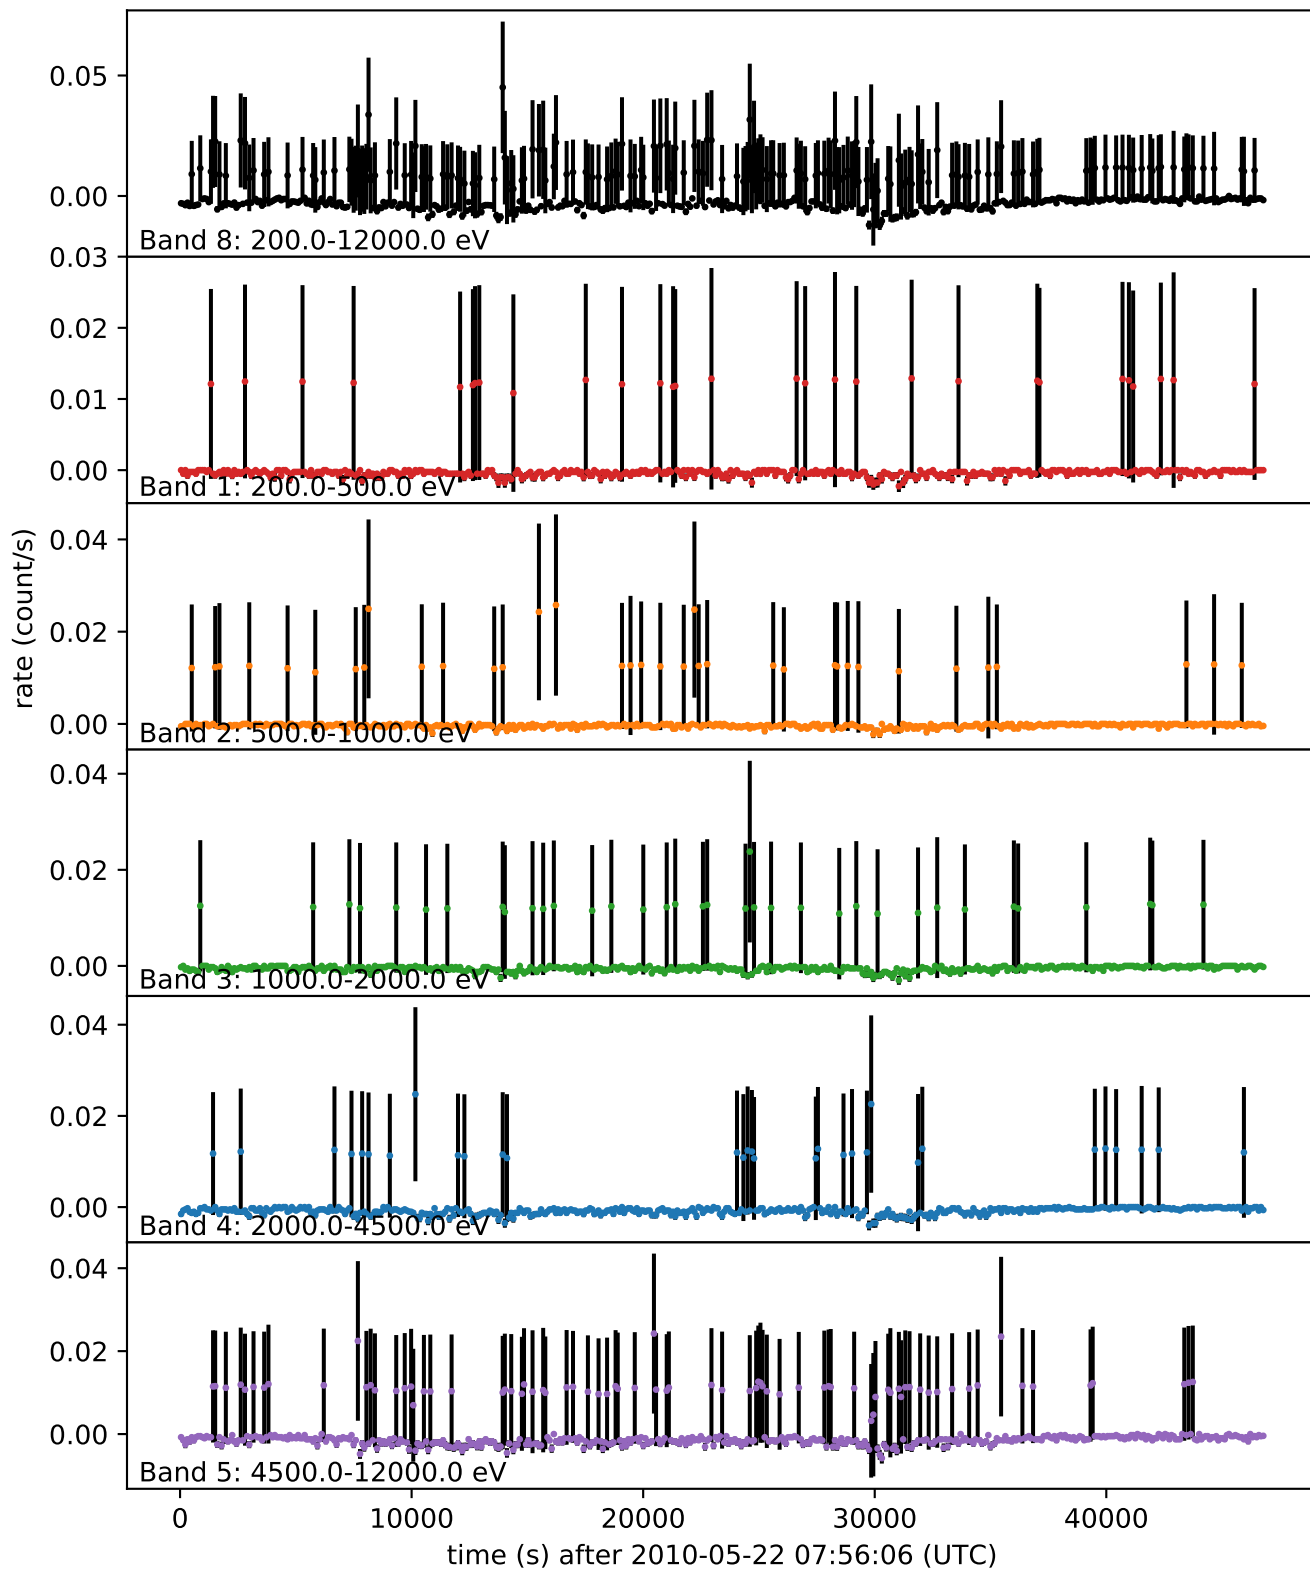 0.05
0.00
Band 8: 200.0-12000.0 eV
0.03
0.02
0.01
0.00
Band 1: 200.0-500.0 eV
0.04
0.02
0.00
Band 2: 500.0-1000.0 eV
rate (count/s)
0.04
0.02
0.00
Band 3: 1000.0-2000.0 eV
0.04
0.02
0.00
Band 4: 2000.0-4500.0 eV
0.04
0.02
0.00
Band 5: 4500.0-12000.0 eV
0 10000 20000 30000 40000
time (s) after 2010-05-22 07:56:06 (UTC)